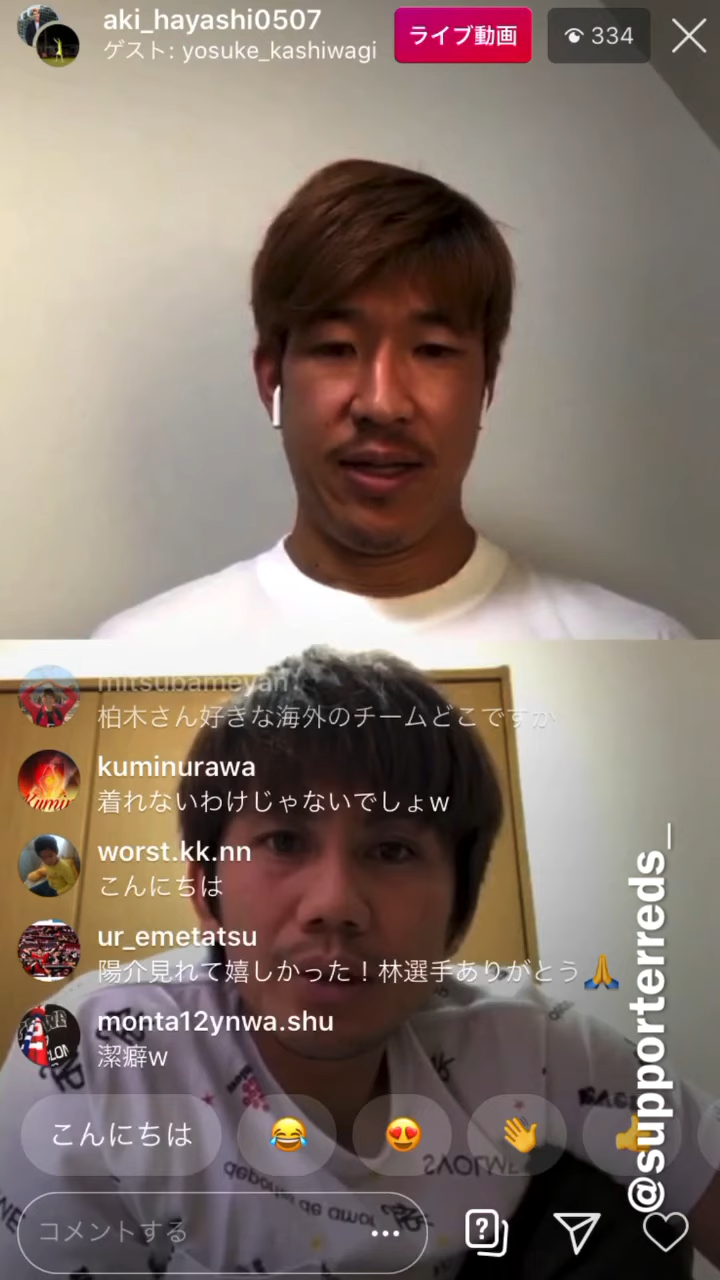 aki_hayashi0507
ゲスト: yosuke_kashiwagi
ライブ動画
334
mitsubameyan
柏木さん好きな海外のチームどこですか
kuminurawa
着れないわけじゃないでしょw
worst.kk.nn
こんにちは
ur_emetatsu
陽介見れて嬉しかった！林選手ありがとう🙏
monta12ynwa.shu
潔癖w
こんにちは 😂 😍 👋 👍
deporter de amor
コメントする
@supporterreds_